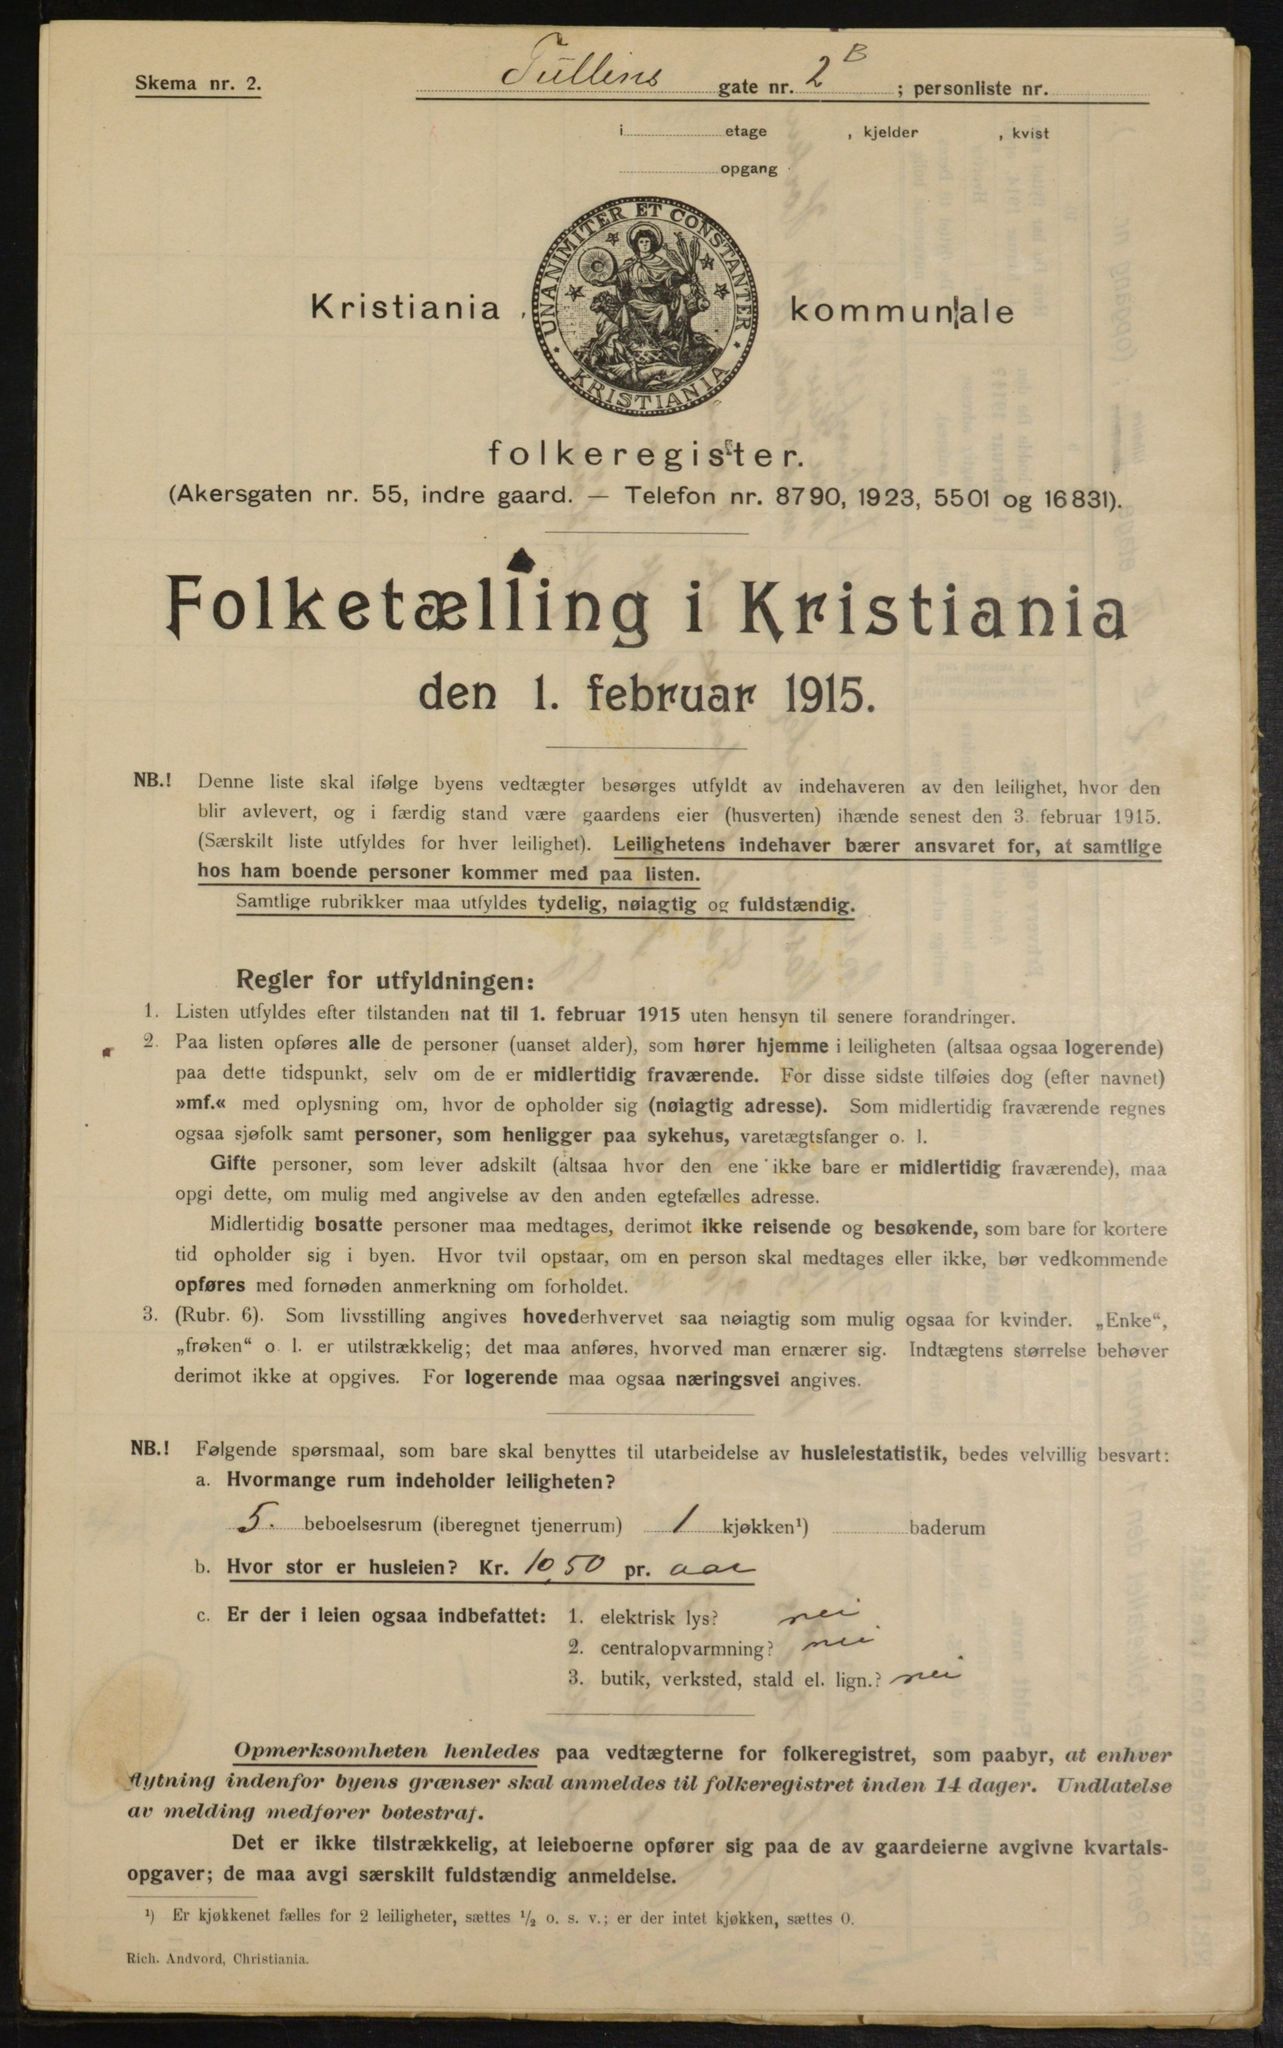 Skema nr. 2.
Tullins gate nr. 2 B ; personliste nr.
i etage , kjelder , kvist
opgang
UNANIMITER ET CONSTANTER
KRISTIANIA
Kristiania kommunale
folkeregister.
(Akersgaten nr. 55, indre gaard. — Telefon nr. 8790, 1923, 5501 og 16831).
Folketælling i Kristiania
den 1. februar 1915.
NB.! Denne liste skal ifølge byens vedtægter besørges utfyldt av indehaveren av den leilighet, hvor den
blir avlevert, og i færdig stand være gaardens eier (husverten) ihænde senest den 3. februar 1915.
(Særskilt liste utfyldes for hver leilighet). Leilighetens indehaver bærer ansvaret for, at samtlige
hos ham boende personer kommer med paa listen.
Samtlige rubrikker maa utfyldes tydelig, nøiagtig og fuldstændig.
Regler for utfyldningen:
1. Listen utfyldes efter tilstanden nat til 1. februar 1915 uten hensyn til senere forandringer.
2. Paa listen opføres alle de personer (uanset alder), som hører hjemme i leiligheten (altsaa ogsaa logerende)
paa dette tidspunkt, selv om de er midlertidig fraværende. For disse sidste tilføies dog (efter navnet)
»mf.« med oplysning om, hvor de opholder sig (nøiagtig adresse). Som midlertidig fraværende regnes
ogsaa sjøfolk samt personer, som henligger paa sykehus, varetægtsfanger o. l.
Gifte personer, som lever adskilt (altsaa hvor den ene ikke bare er midlertidig fraværende), maa
opgi dette, om mulig med angivelse av den anden egtefælles adresse.
Midlertidig bosatte personer maa medtages, derimot ikke reisende og besøkende, som bare for kortere
tid opholder sig i byen. Hvor tvil opstaar, om en person skal medtages eller ikke, bør vedkommende
opføres med fornøden anmerkning om forholdet.
3. (Rubr. 6). Som livsstilling angives hovederhvervet saa nøiagtig som mulig ogsaa for kvinder. „Enke“,
„frøken“ o. l. er utilstrækkelig; det maa anføres, hvorved man ernærer sig. Indtægtens størrelse behøver
derimot ikke at opgives. For logerende maa ogsaa næringsvei angives.
NB.! Følgende spørsmaal, som bare skal benyttes til utarbeidelse av husleiestatistik, bedes velvillig besvart:
a. Hvormange rum indeholder leiligheten?
5. beboelsesrum (iberegnet tjenerrum) 1 kjøkken¹) baderum
b. Hvor stor er husleien? Kr. 1050 pr. aar
c. Er der i leien ogsaa indbefattet: 1. elektrisk lys? nei
2. centralopvarmning? nei
3. butik, verksted, stald el. lign.? nei
Opmerksomheten henledes paa vedtægterne for folkeregistret, som paabyr, at enhver
flytning indenfor byens grænser skal anmeldes til folkeregistret inden 14 dager. Undlatelse
av melding medfører bøtestraf.
Det er ikke tilstrækkelig, at leieboerne opfører sig paa de av gaardeierne avgivne kvartals-
opgaver; de maa avgi særskilt fuldstændig anmeldelse.
¹) Er kjøkkenet fælles for 2 leiligheter, sættes ½ o. s. v.; er der intet kjøkken, sættes 0.
Rich. Andvord, Christiania.